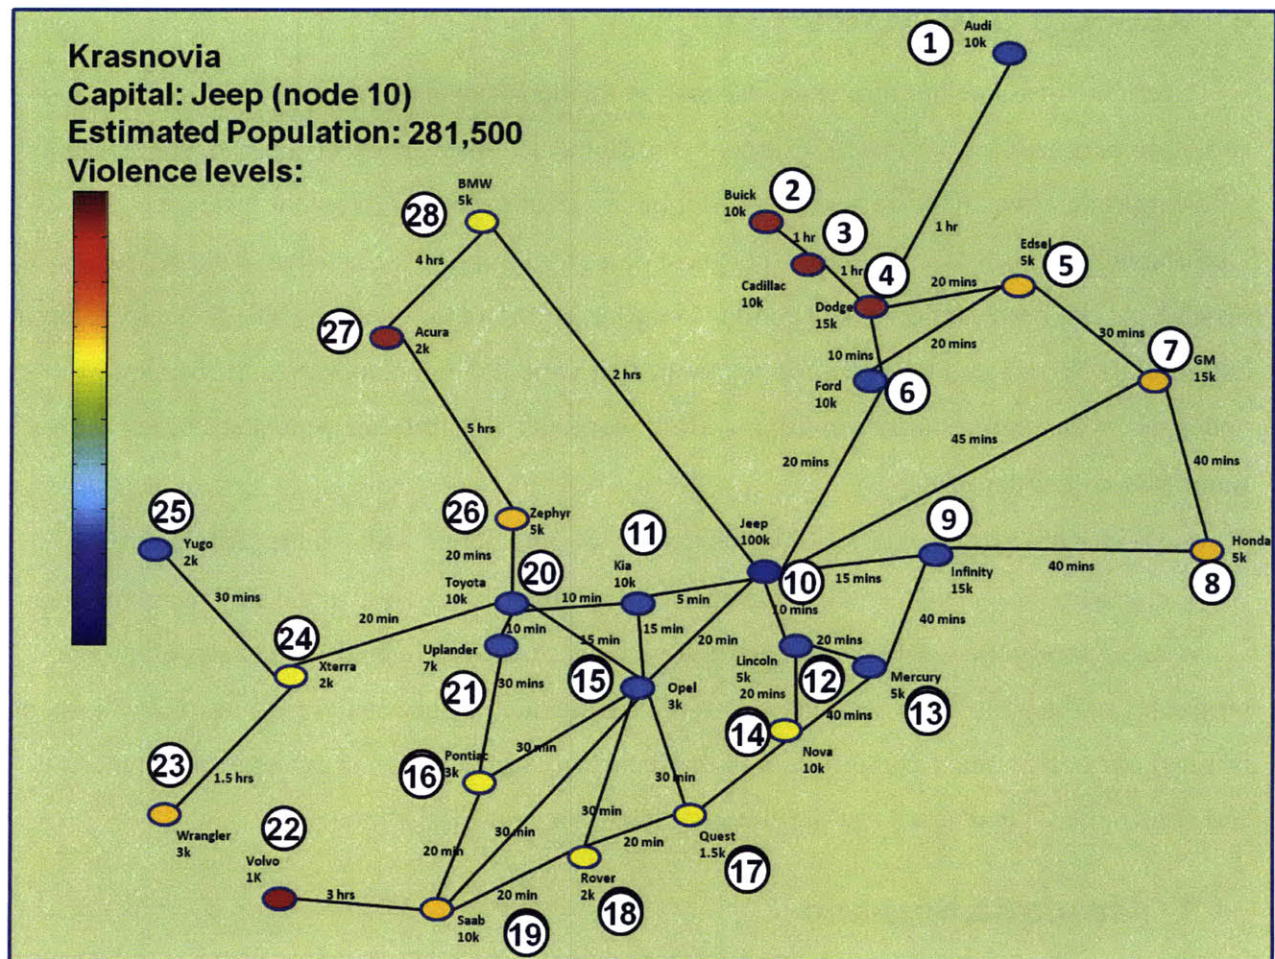 Krasnovia
Capital: Jeep (node 10)
Estimated Population: 281,500
Violence levels:
1
Audi
10k
1 hr
Buick
10k
2
1 hr
3
Cadillac
10k
1 hr
4
Dodge
15k
20 mins
Edsel
5k
5
BMW
5k
28
4 hrs
27
Acura
2k
2 hrs
5 hrs
10 mins
20 mins
30 mins
7
GM
15k
Ford
10k
6
45 mins
20 mins
40 mins
25
Yugo
2k
26
Zephyr
5k
20 mins
11
Kia
10k
Jeep
100k
10
9
Infinity
15k
15 mins
40 mins
Honda
5k
8
20
Toyota
10k
10 min
5 min
10 mins
30 mins
20 min
10 min
15 min
15 min
20 min
40 mins
24
Xterra
2k
Uplander
7k
21
30 mins
15
Opel
3k
Lincoln
5k
12
20 mins
20 mins
Mercury
5k
13
40 mins
14
Nova
10k
23
1.5 hrs
Wrangler
3k
16
Pontiac
3k
30 min
30 min
30 min
30 min
20 min
Quest
1.5k
17
22
Volvo
1K
3 hrs
20 min
20 min
Rover
2k
18
Saab
10k
19